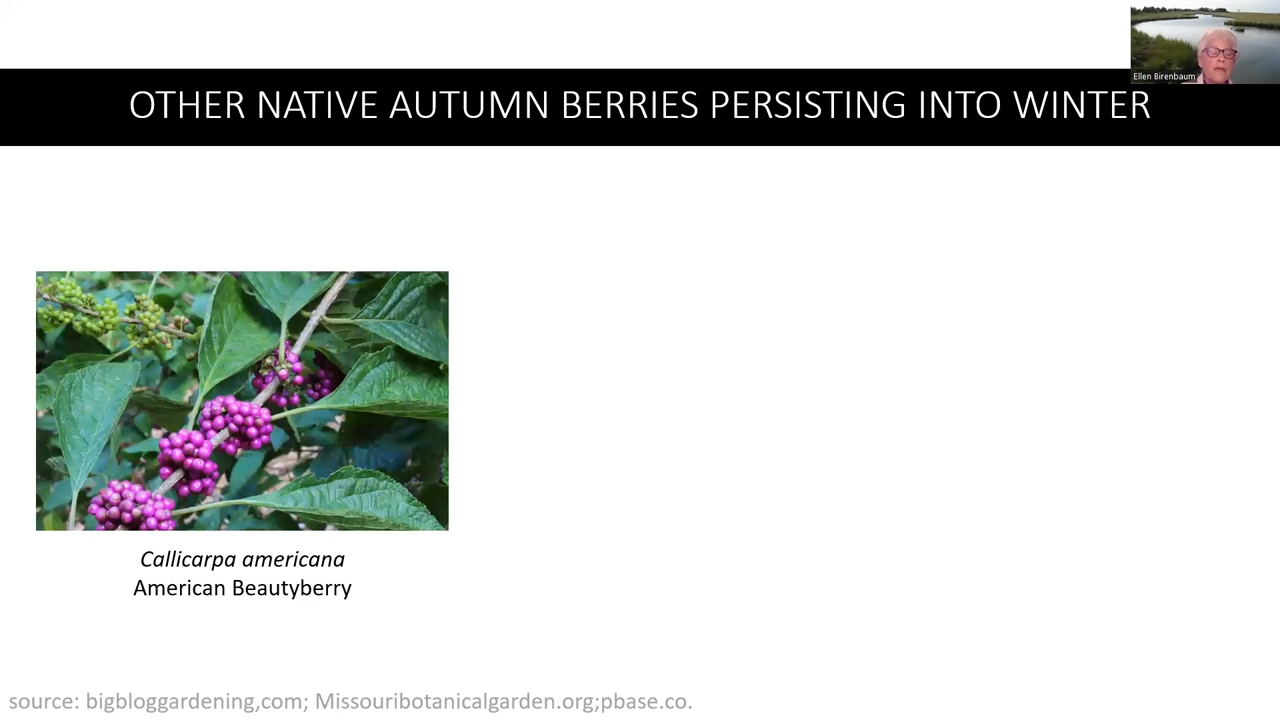 Ellen Birenbaum
OTHER NATIVE AUTUMN BERRIES PERSISTING INTO WINTER
Callicarpa americana
American Beautyberry
source: bigbloggardening,com; Missouribotanicalgarden.org;pbase.co.